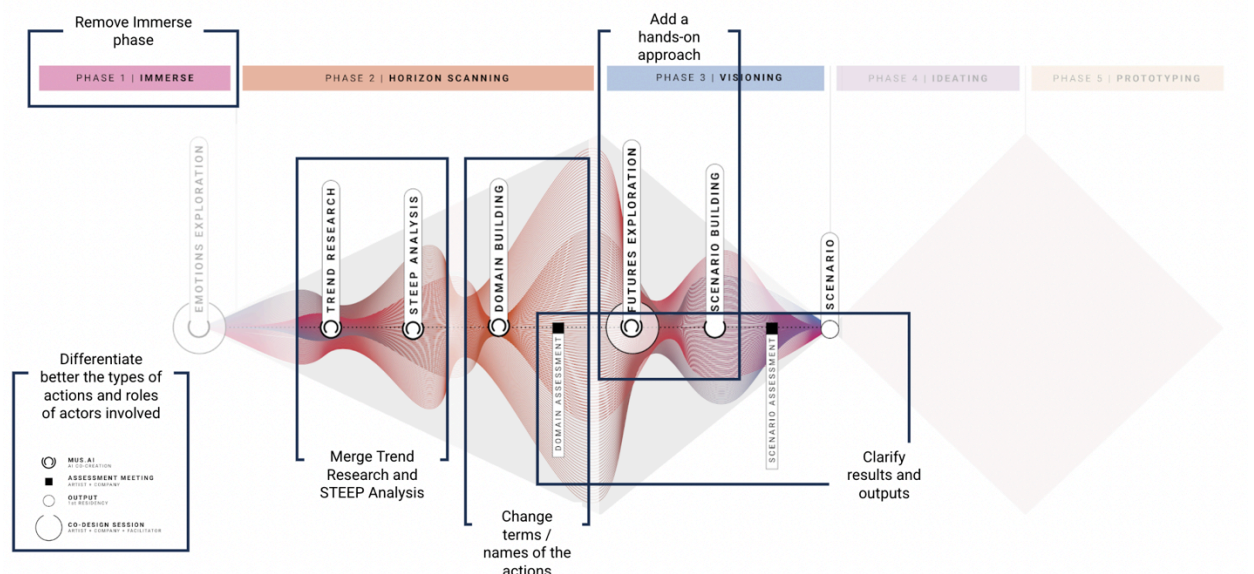 Remove Immerse
phase
Add a
hands-on
approach
PHASE 1 | IMMERSE
PHASE 2 | HORIZON SCANNING
PHASE 3 | VISIONING
PHASE 4 | IDEATING
PHASE 5 | PROTOTYPING
EMOTIONS EXPLORATION
TREND RESEARCH
STEEP ANALYSIS
DOMAIN BUILDING
FUTURES EXPLORATION
SCENARIO BUILDING
SCENARIO
DOMAIN ASSESSMENT
SCENARIO ASSESSMENT
Differentiate
better the types of
actions and roles
of actors involved
MUS.AI
AI CO-CREATION
ASSESSMENT MEETING
ARTIST + COMPANY
OUTPUT
1st RESIDENCY
CO-DESIGN SESSION
ARTIST + COMPANY + FACILITATOR
Merge Trend
Research and
STEEP Analysis
Change
terms /
names of the
actions
Clarify
results and
outputs